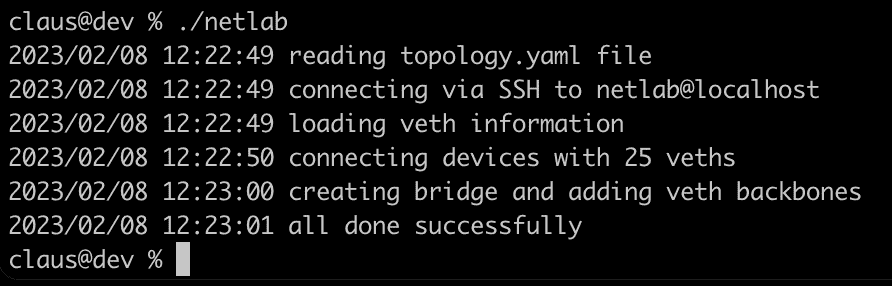 claus@dev % ./netlab
2023/02/08 12:22:49 reading topology.yaml file
2023/02/08 12:22:49 connecting via SSH to netlab@localhost
2023/02/08 12:22:49 loading veth information
2023/02/08 12:22:50 connecting devices with 25 veths
2023/02/08 12:23:00 creating bridge and adding veth backbones
2023/02/08 12:23:01 all done successfully
claus@dev %